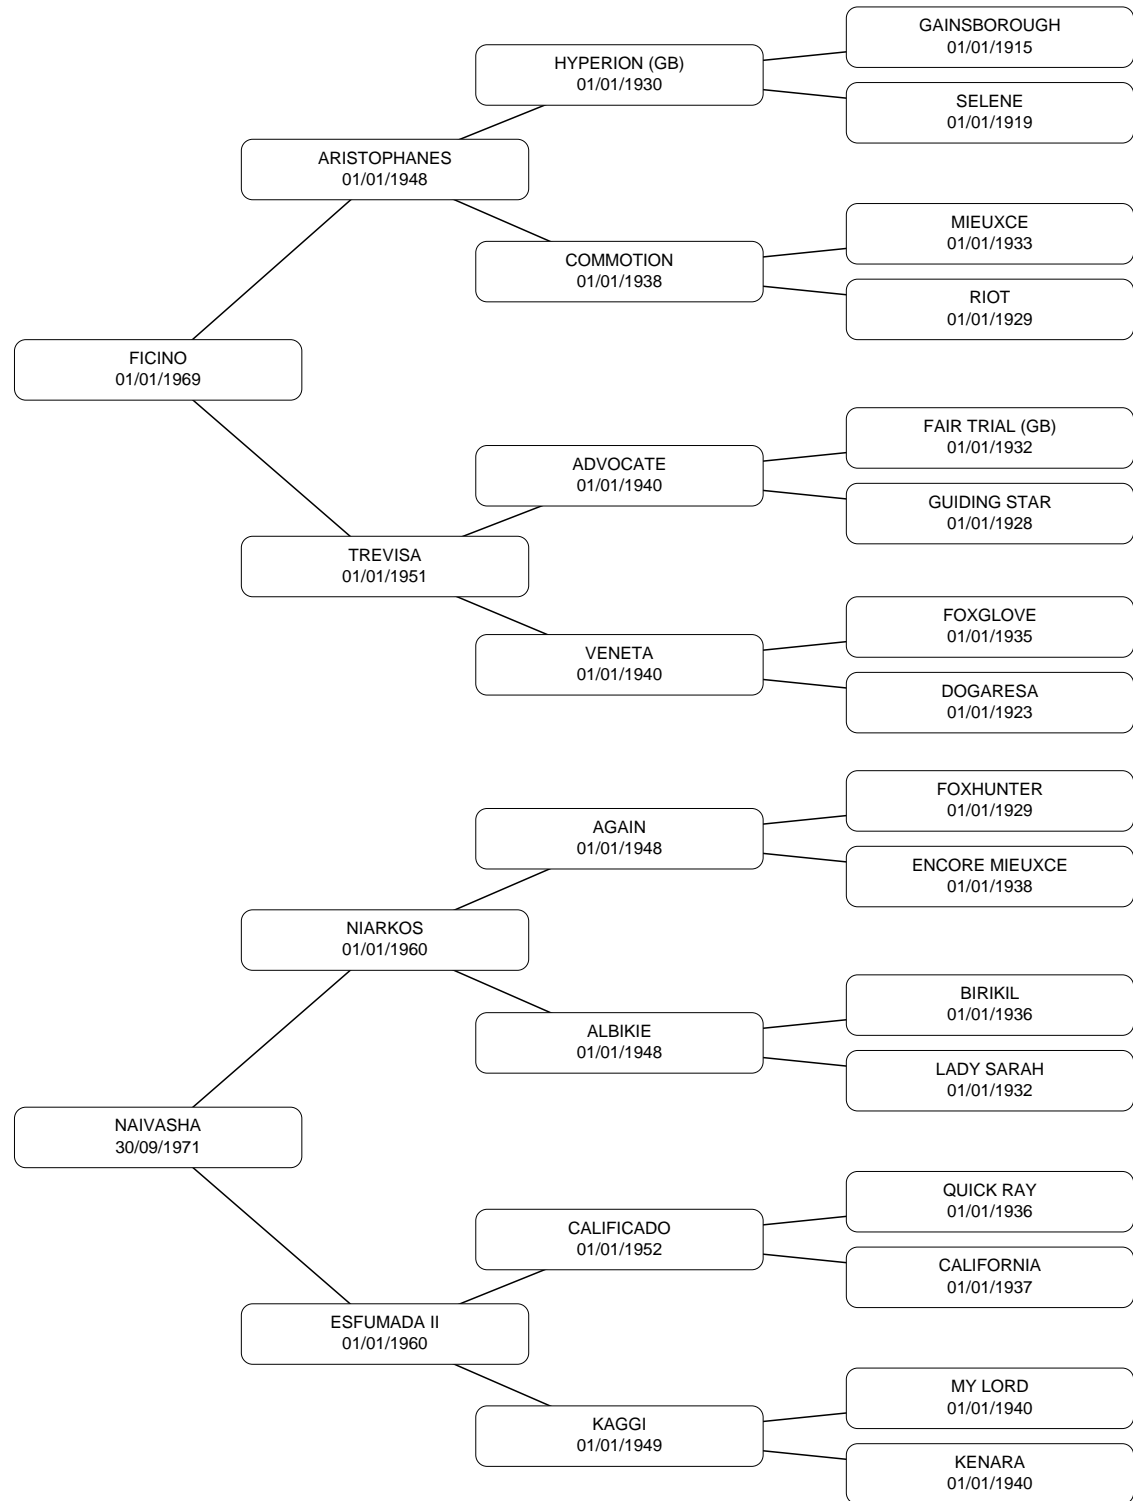 GAINSBOROUGH
01/01/1915
HYPERION (GB)
01/01/1930
SELENE
01/01/1919
ARISTOPHANES
01/01/1948
MIEUXCE
01/01/1933
COMMOTION
01/01/1938
RIOT
01/01/1929
FICINO
01/01/1969
FAIR TRIAL (GB)
01/01/1932
ADVOCATE
01/01/1940
GUIDING STAR
01/01/1928
TREVISA
01/01/1951
FOXGLOVE
01/01/1935
VENETA
01/01/1940
DOGARESA
01/01/1923
FOXHUNTER
01/01/1929
AGAIN
01/01/1948
ENCORE MIEUXCE
01/01/1938
NIARKOS
01/01/1960
BIRIKIL
01/01/1936
ALBIKIE
01/01/1948
LADY SARAH
01/01/1932
NAIVASHA
30/09/1971
QUICK RAY
01/01/1936
CALIFICADO
01/01/1952
CALIFORNIA
01/01/1937
ESFUMADA II
01/01/1960
MY LORD
01/01/1940
KAGGI
01/01/1949
KENARA
01/01/1940